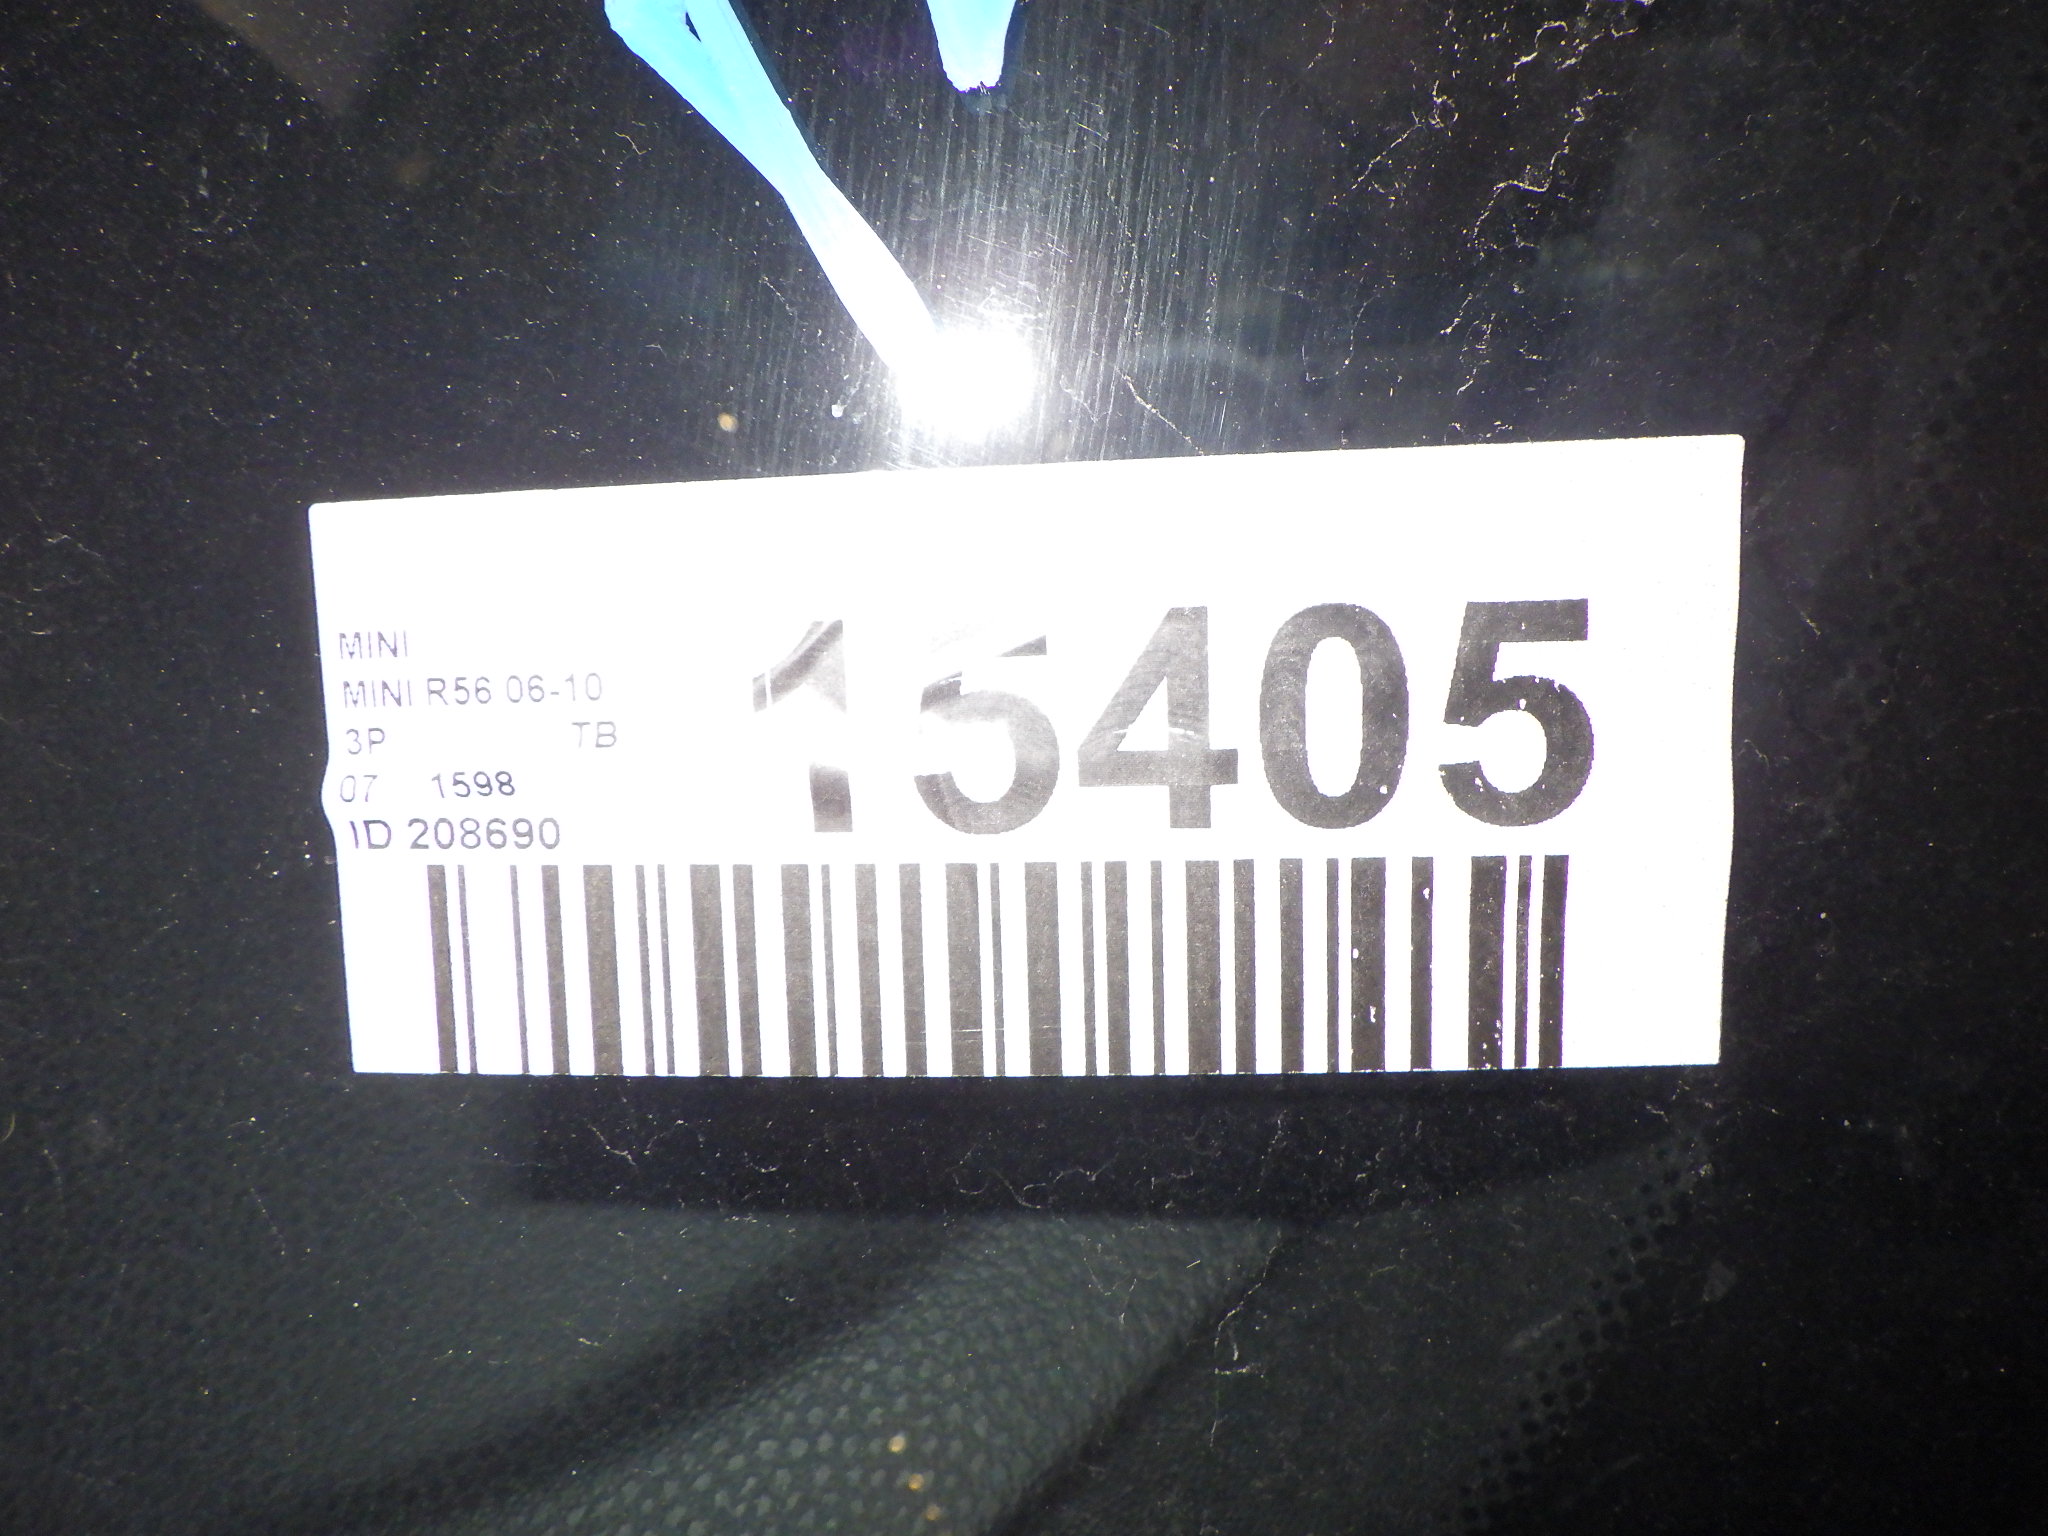 MINI
MINI R56 06-10
3P TB
07 1598
ID 208690
15405